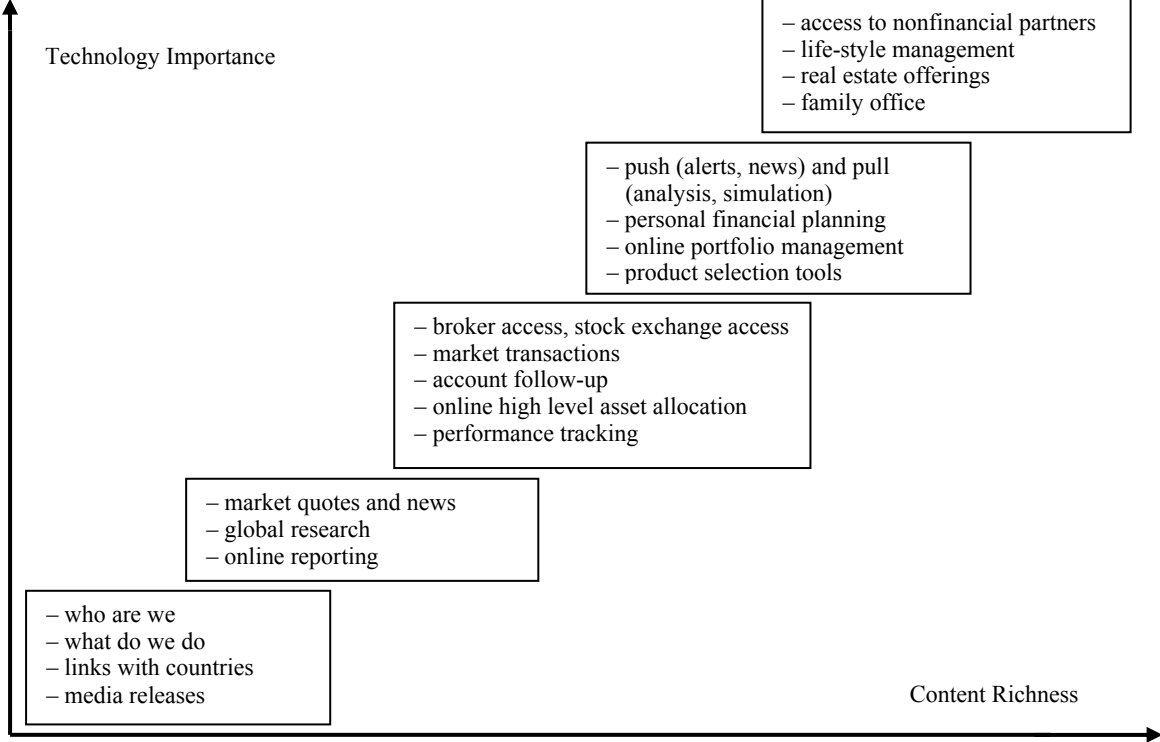 Technology Importance
– access to nonfinancial partners
– life-style management
– real estate offerings
– family office
– push (alerts, news) and pull
(analysis, simulation)
– personal financial planning
– online portfolio management
– product selection tools
– broker access, stock exchange access
– market transactions
– account follow-up
– online high level asset allocation
– performance tracking
– market quotes and news
– global research
– online reporting
– who are we
– what do we do
– links with countries
– media releases
Content Richness